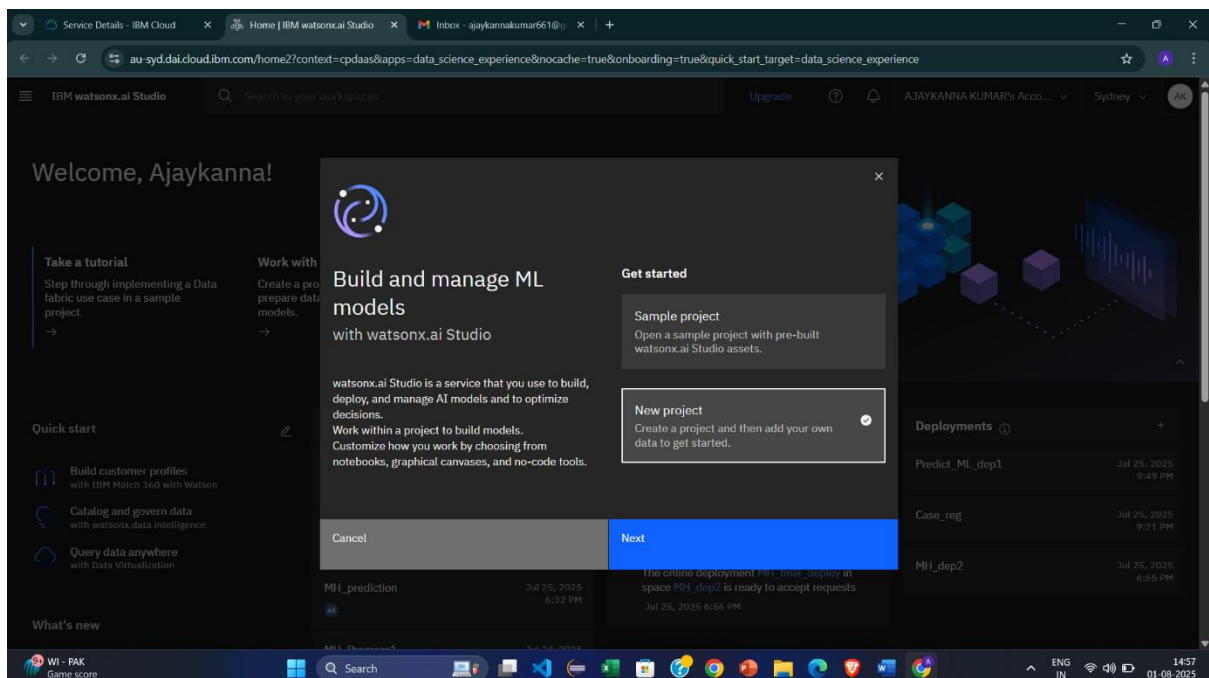 Service Details - IBM Cloud
Home | IBM watsonx.ai Studio
Inbox - ajaykannakumar661@g
au-syd.dai.cloud.ibm.com/home2?context=cpdaas&apps=data_science_experience&nocache=true&onboarding=true&quick_start_target=data_science_experience
A
IBM watsonx.ai Studio
Search in your workspaces
Upgrade
AJAYKANNA KUMAR's Acco...
Sydney
AK
Welcome, Ajaykanna!
Take a tutorial
Step through implementing a Data
fabric use case in a sample
project.
Work with
Create a pro
prepare data
models.
Build and manage ML
models
with watsonx.ai Studio
watsonx.ai Studio is a service that you use to build,
deploy, and manage AI models and to optimize
decisions.
Work within a project to build models.
Customize how you work by choosing from
notebooks, graphical canvases, and no-code tools.
Get started
Sample project
Open a sample project with pre-built
watsonx.ai Studio assets.
New project
Create a project and then add your own
data to get started.
Cancel
Next
Quick start
Build customer profiles
with IBM Match 360 with Watson
Catalog and govern data
with watsonx.data intelligence
Query data anywhere
with Data Virtualization
What's new
MH_prediction
Jul 25, 2025
6:32 PM
The online deployment MH_final_deploy in
space MH_dep2 is ready to accept requests
Jul 25, 2025 6:56 PM
Deployments
Predict_ML_dep1
Jul 25, 2025
9:49 PM
Case_reg
Jul 25, 2025
9:21 PM
MH_dep2
Jul 25, 2025
6:55 PM
WI - PAK
Game score
Search
ENG
IN
14:57
01-08-2025